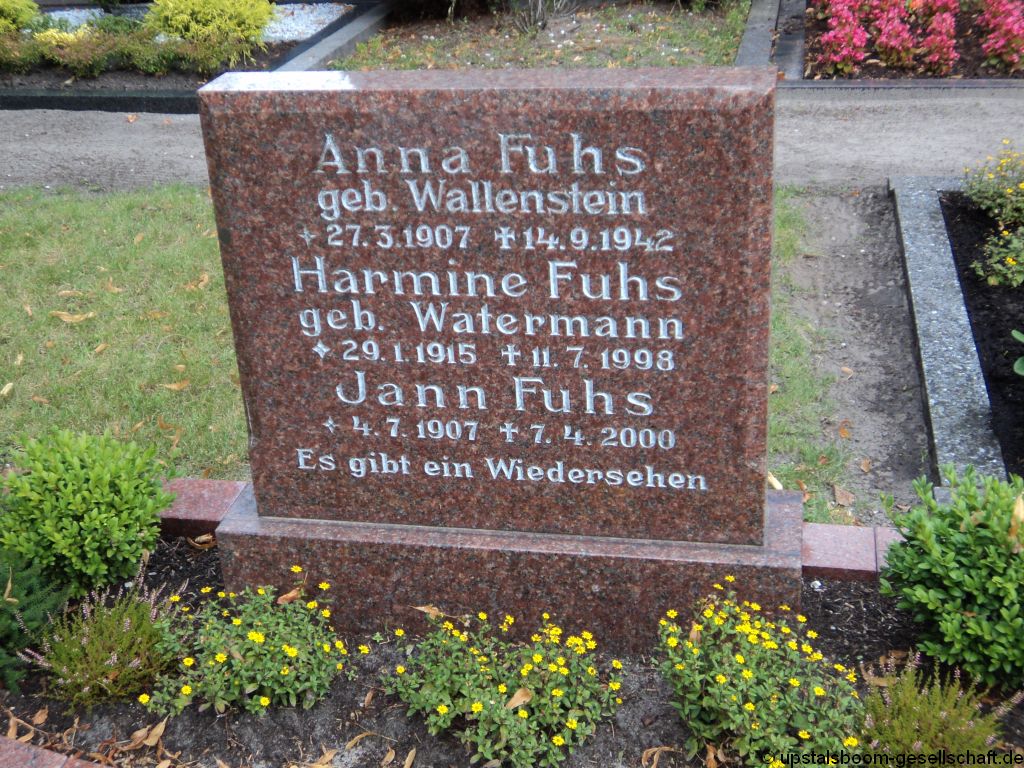 Anna Fuhs
geb. Wallenstein
* 27.3.1907 ✝ 14.9.1942
Harmine Fuhs
geb. Watermann
* 29.1.1915 ✝ 11.7.1998
Jann Fuhs
* 4.7.1907 ✝ 7.4.2000
Es gibt ein Wiedersehen
© upstalsboom-gesellschaft.de